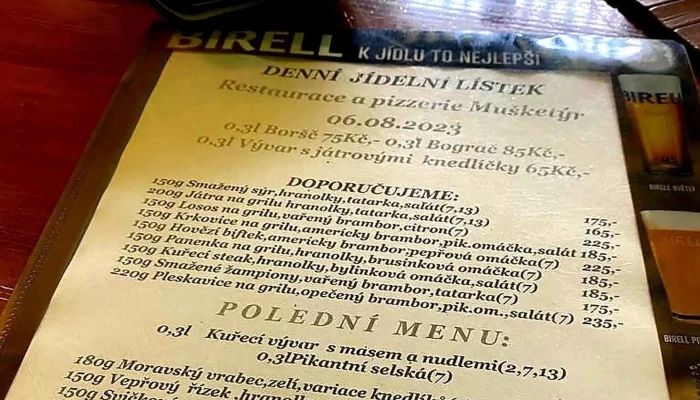 BIRELL K JÍDLU TO NEJLEPŠÍ
DENNÍ JÍDELNÍ LÍSTEK
Restaurace a pizzerie Mušketýr
06.08.2023
0,3l Boršč 75Kč,- 0,3l Bograč 85Kč,-
0,3l Vývar s játrovými knedlíčky 65Kč,-
DOPORUČUJEME:
150g Smažený sýr,hranolky,tatarka,salát(7,13) 175,-
200g Játra na grilu hranolky,tatarka,salát(7,13) 165,-
150g Losos na grilu,vařený brambor,citron(7) 225,-
150g Krkovice na grilu,americky brambor,pik.omáčka,salát 185,-
150g Hovězí biftek,americky brambor,pepřová omáčka(7) 225,-
150g Panenka na grilu,hranolky,brusinková omáčka(7) 185,-
150g Kuřecí steak,hranolky,bylinková omáčka,salát(7) 185,-
150g Smažené žampiony,vařený brambor,tatarka(7) 175,-
220g Pleskavice na grilu,opečený brambor,pik.om.,salát(7) 235,-
POLEDNÍ MENU:
0,3l Kuřecí vývar s masem a nudlemi(2,7,13)
0,3lPikantní selská(7)
180g Moravský vrabec,zelí,variace
150g Vepřový řízek
150g
BIRELL
BIRELL SVĚTLÝ
BIRELL